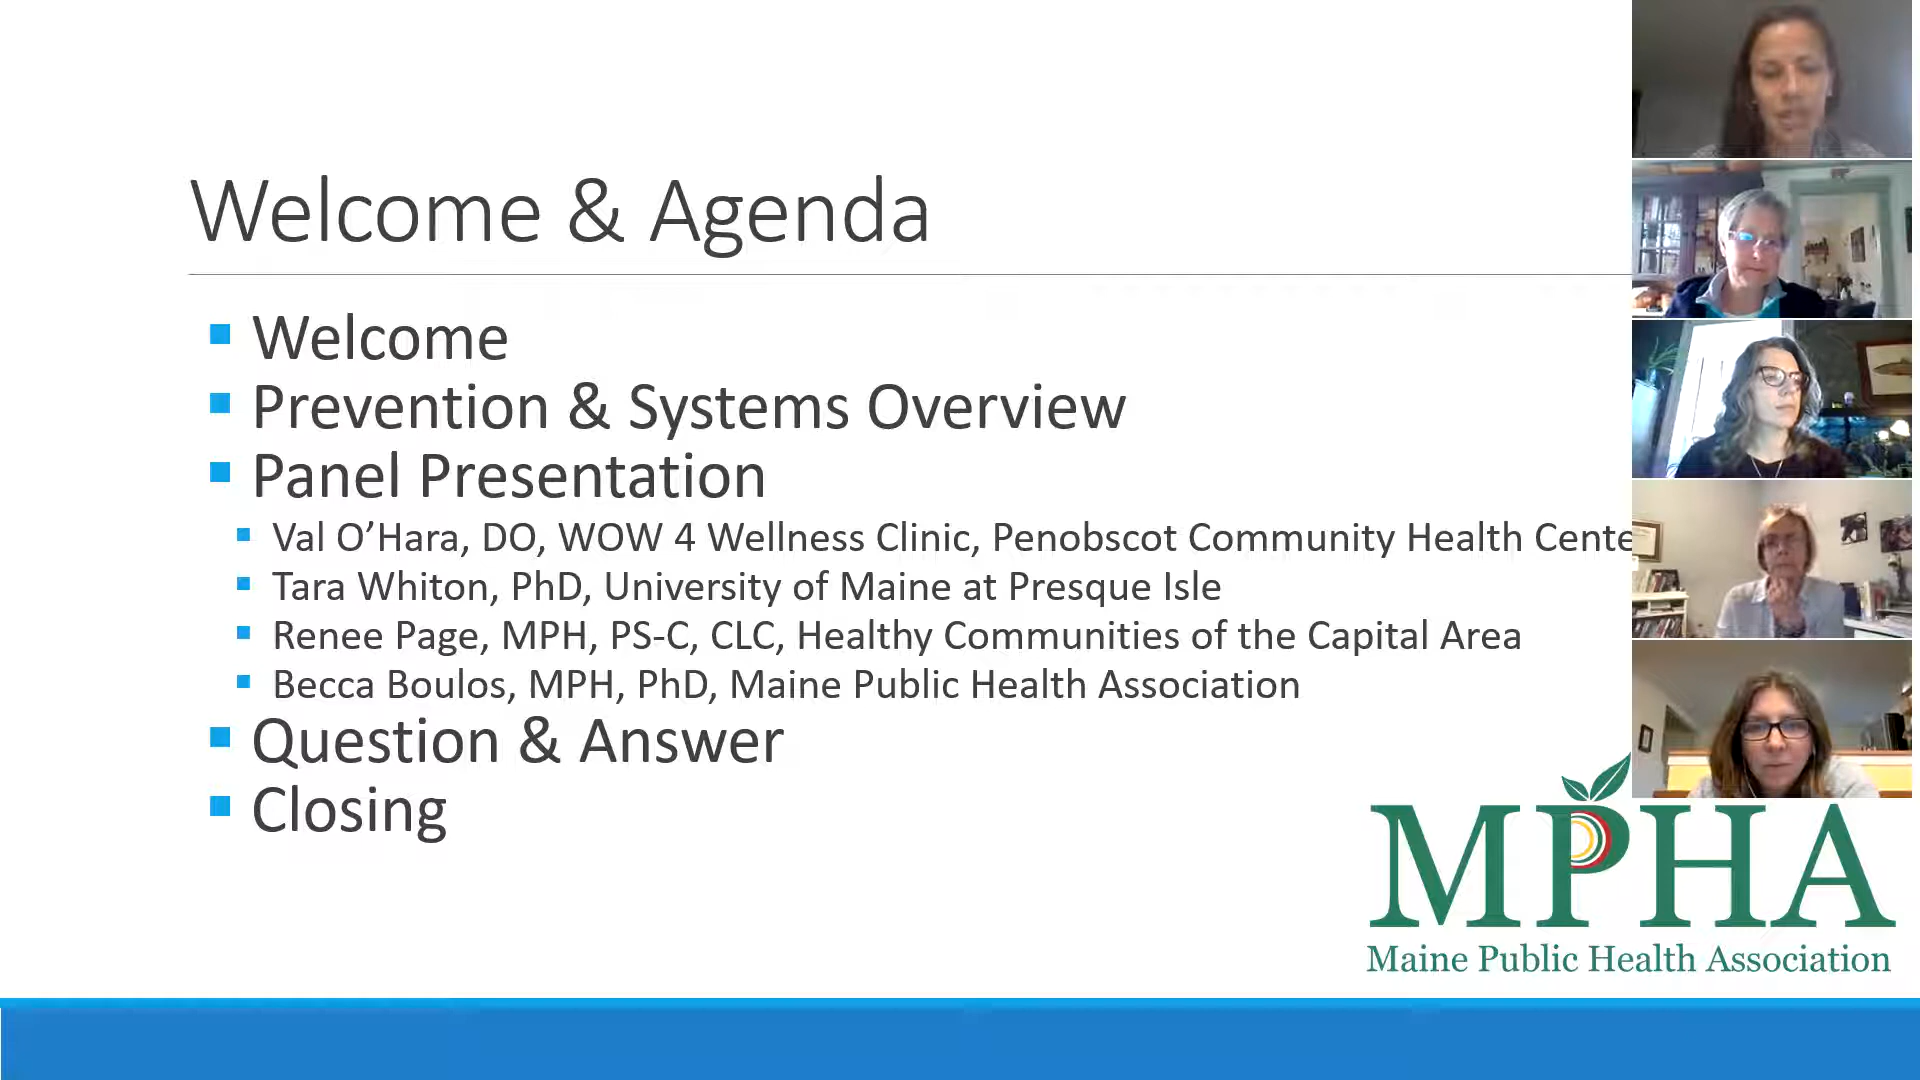 Welcome & Agenda
Welcome
Prevention & Systems Overview
Panel Presentation
Val O’Hara, DO, WOW 4 Wellness Clinic, Penobscot Community Health Cente
Tara Whiton, PhD, University of Maine at Presque Isle
Renee Page, MPH, PS-C, CLC, Healthy Communities of the Capital Area
Becca Boulos, MPH, PhD, Maine Public Health Association
Question & Answer
Closing
MPHA
Maine Public Health Association